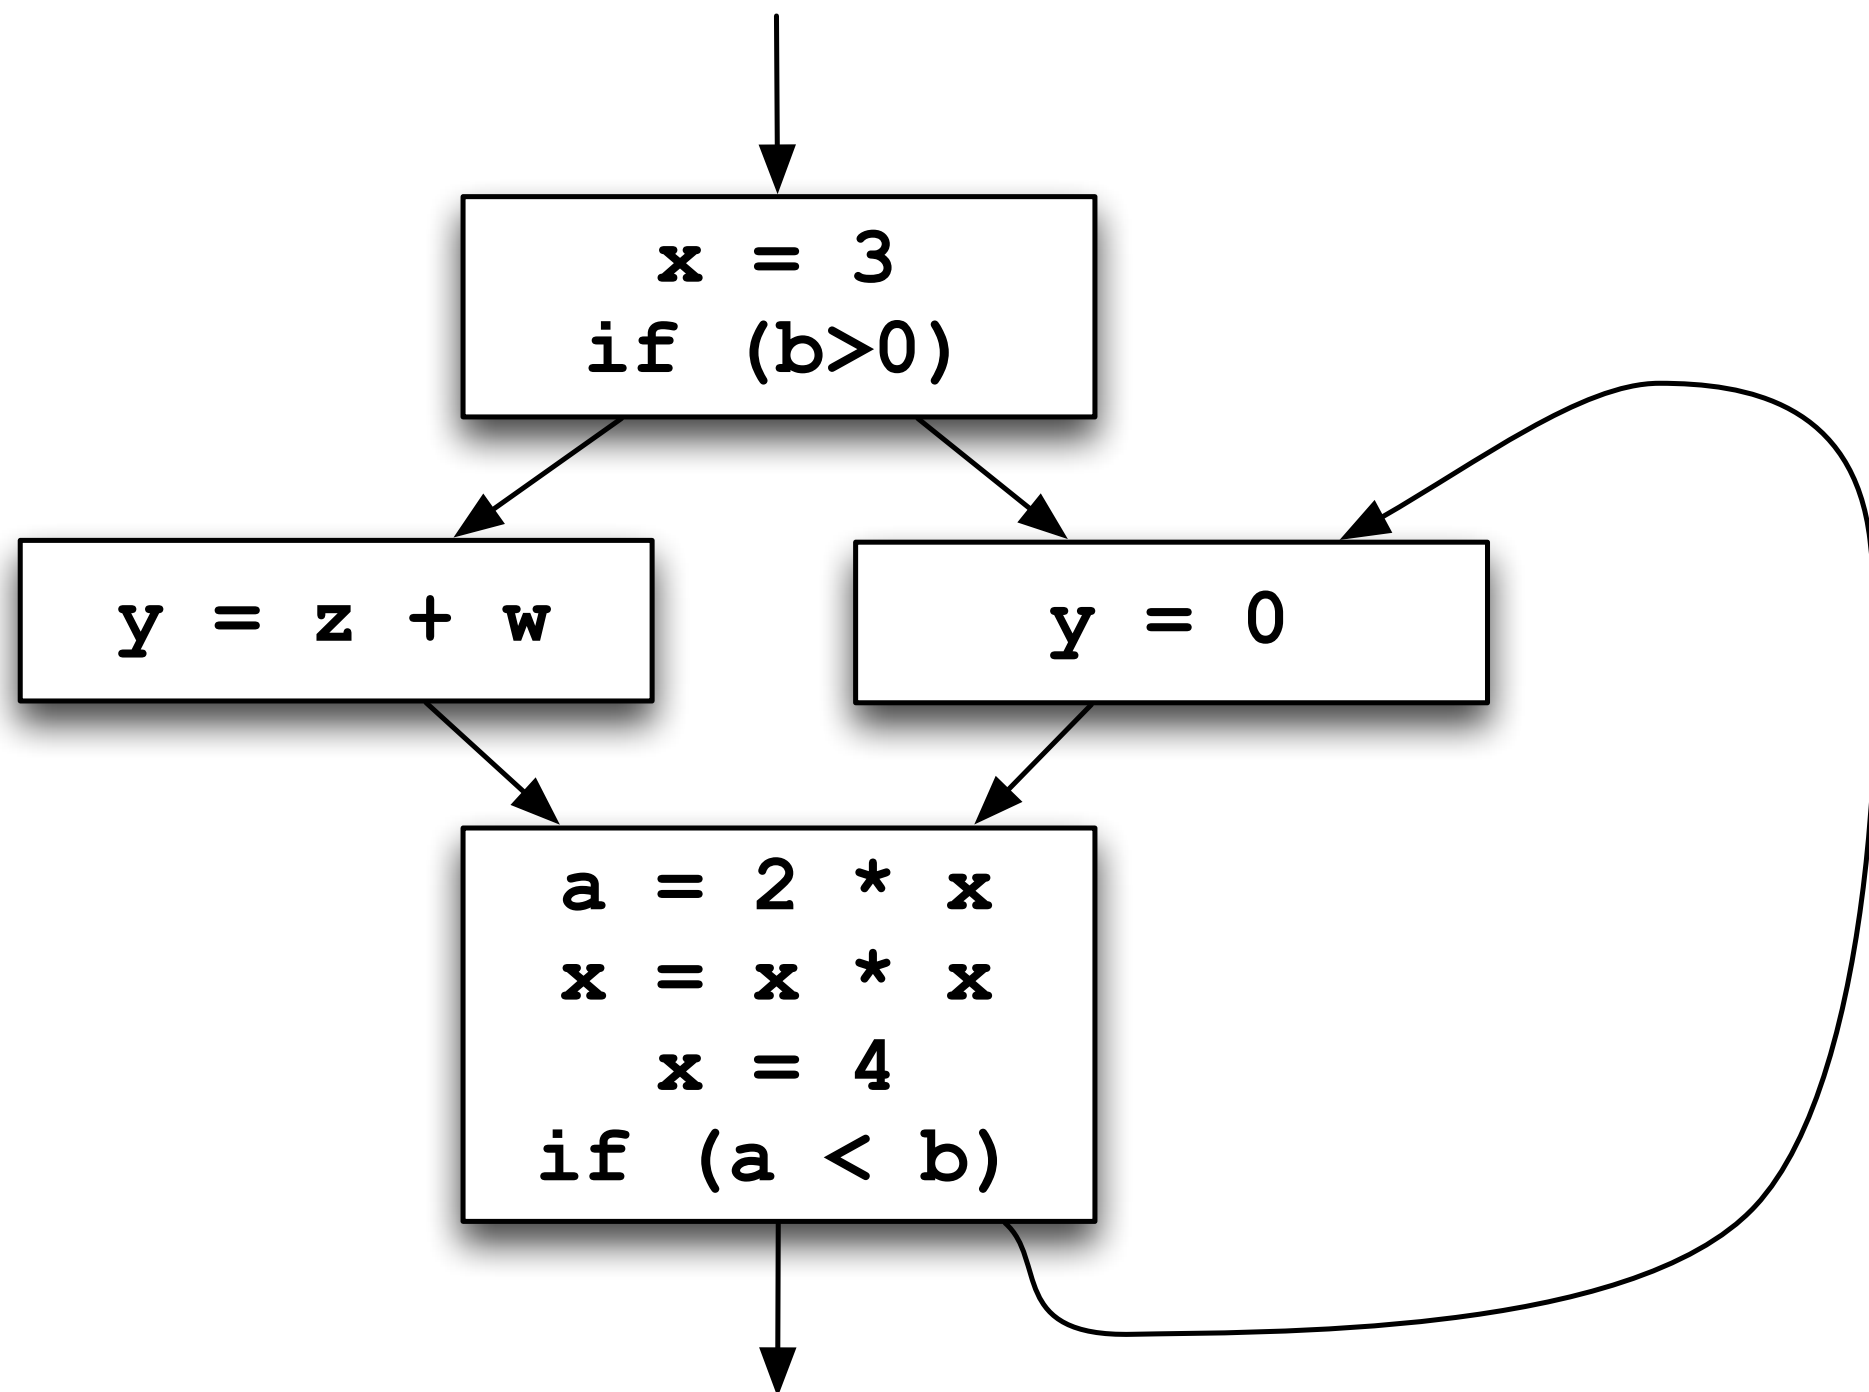 x = 3
if (b>0)
y = z + w
y = 0
a = 2 * x
x = x * x
x = 4
if (a < b)